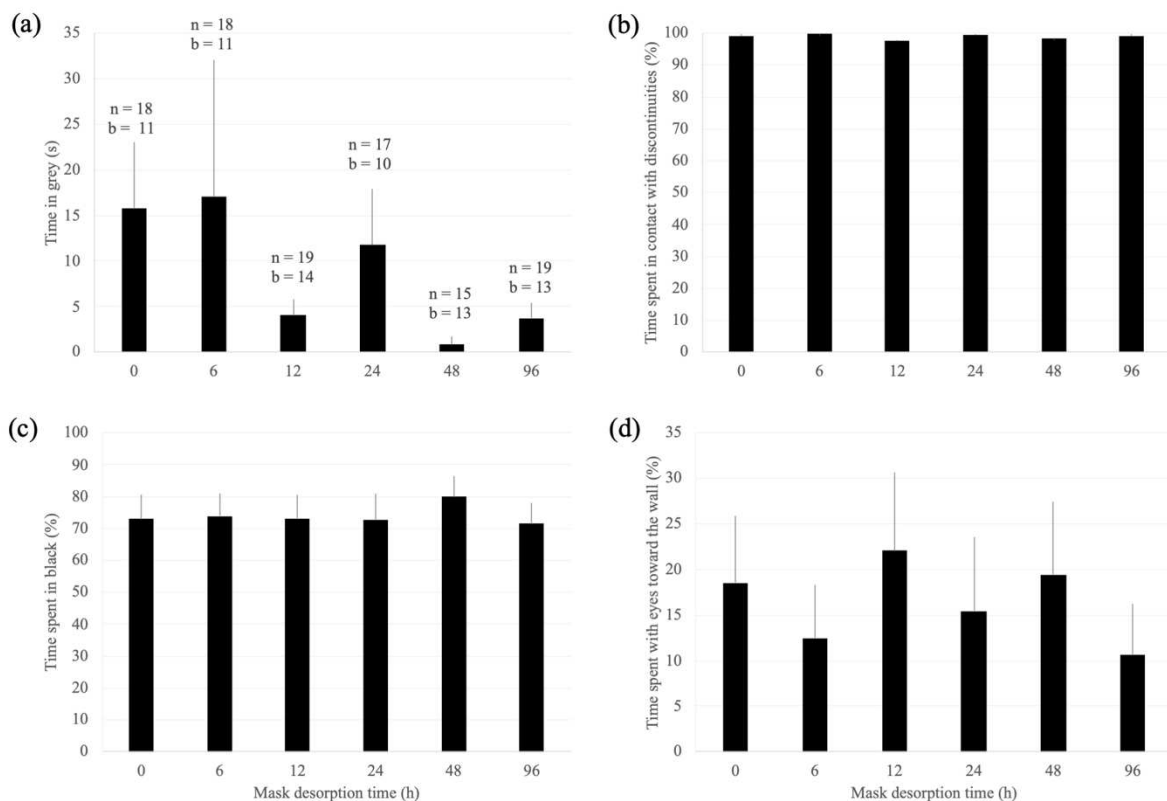 (a)
Time in grey (s)
35
30
25
20
15
10
5
0
n = 18
b = 11
n = 18
b = 11
n = 19
b = 14
n = 17
b = 10
n = 15
b = 13
n = 19
b = 13
0 6 12 24 48 96
(b)
Time spent in contact with discontinuities (%)
100
90
80
70
60
50
40
30
20
10
0
0 6 12 24 48 96
(c)
Time spent in black (%)
100
90
80
70
60
50
40
30
20
10
0
0 6 12 24 48 96
Mask desorption time (h)
(d)
Time spent with eyes toward the wall (%)
35
30
25
20
15
10
5
0
0 6 12 24 48 96
Mask desorption time (h)